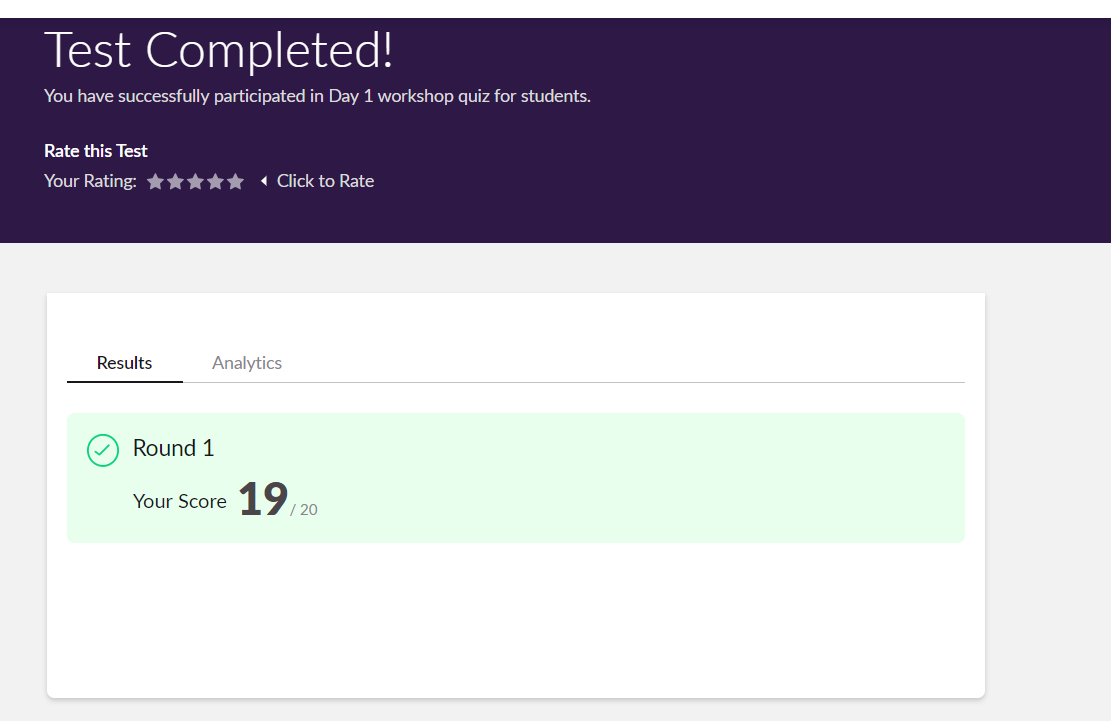 Test Completed!
You have successfully participated in Day 1 workshop quiz for students.
Rate this Test
Your Rating: Click to Rate
Results Analytics
Round 1
Your Score 19 / 20